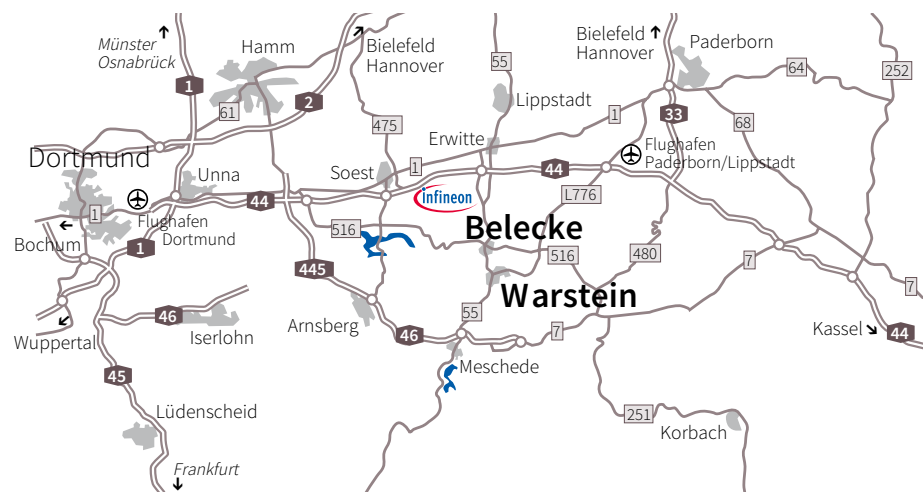 Münster
Osnabrück
Hamm
Bielefeld
Hannover
55
Bielefeld
Hannover
Paderborn
64
252
1
2
61
475
Lippstadt
1
33
68
Erwitte
Dortmund
Unna
Soest
1
44
Flughafen
Paderborn/Lippstadt
44
infineon
L776
1
Flughafen
Dortmund
516
Belecke
Bochum
1
445
516
480
7
Warstein
7
46
Iserlohn
Arnsberg
46
55
7
Wuppertal
Kassel
44
45
Meschede
Lüdenscheid
251
Korbach
Frankfurt